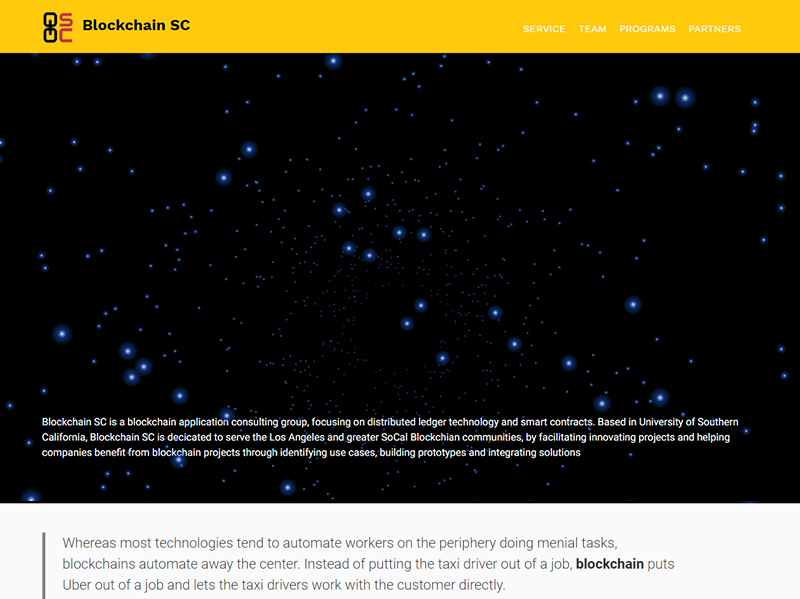 Blockchain SC
SERVICE TEAM PROGRAMS PARTNERS
Blockchain SC is a blockchain application consulting group, focusing on distributed ledger technology and smart contracts. Based in University of Southern
California, Blockchain SC is decicated to serve the Los Angeles and greater SoCal Blockchian communities, by facilitating innovating projects and helping
companies benefit from blockchain projects through identifying use cases, building prototypes and integrating solutions
Whereas most technologies tend to automate workers on the periphery doing menial tasks,
blockchains automate away the center. Instead of putting the taxi driver out of a job, blockchain puts
Uber out of a job and lets the taxi drivers work with the customer directly.